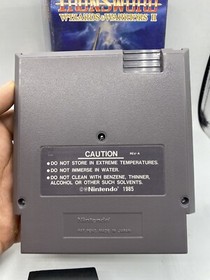 IRONSWORD
WIZARDS & WARRIORS II
CAUTION
REV-A
•DO NOT STORE IN EXTREME TEMPERATURES.
•DO NOT IMMERSE IN WATER.
•DO NOT CLEAN WITH BENZENE, THINNER,
ALCOHOL OR OTHER SUCH SOLVENTS.
©®Nintendo 1985
Nintendo